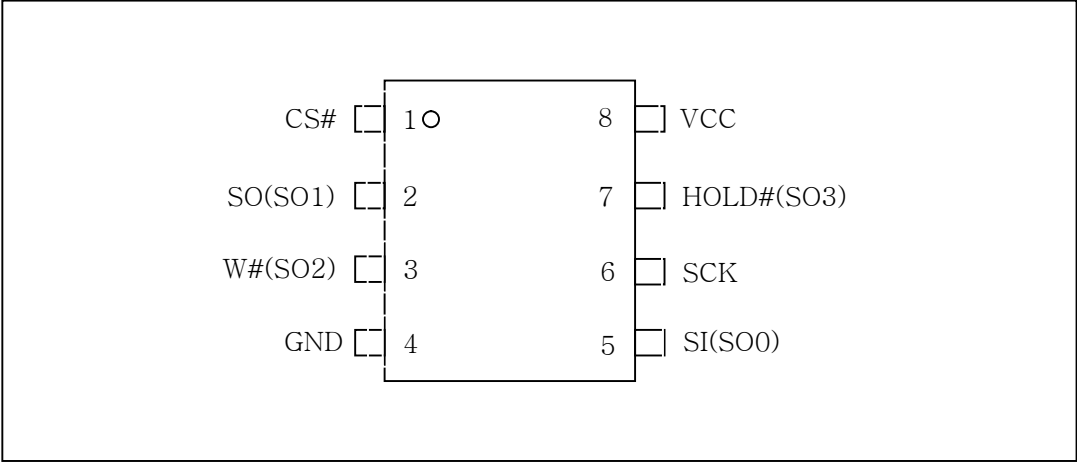 CS# 1 8 VCC
SO(SO1) 2 7 HOLD#(SO3)
W#(SO2) 3 6 SCK
GND 4 5 SI(SO0)